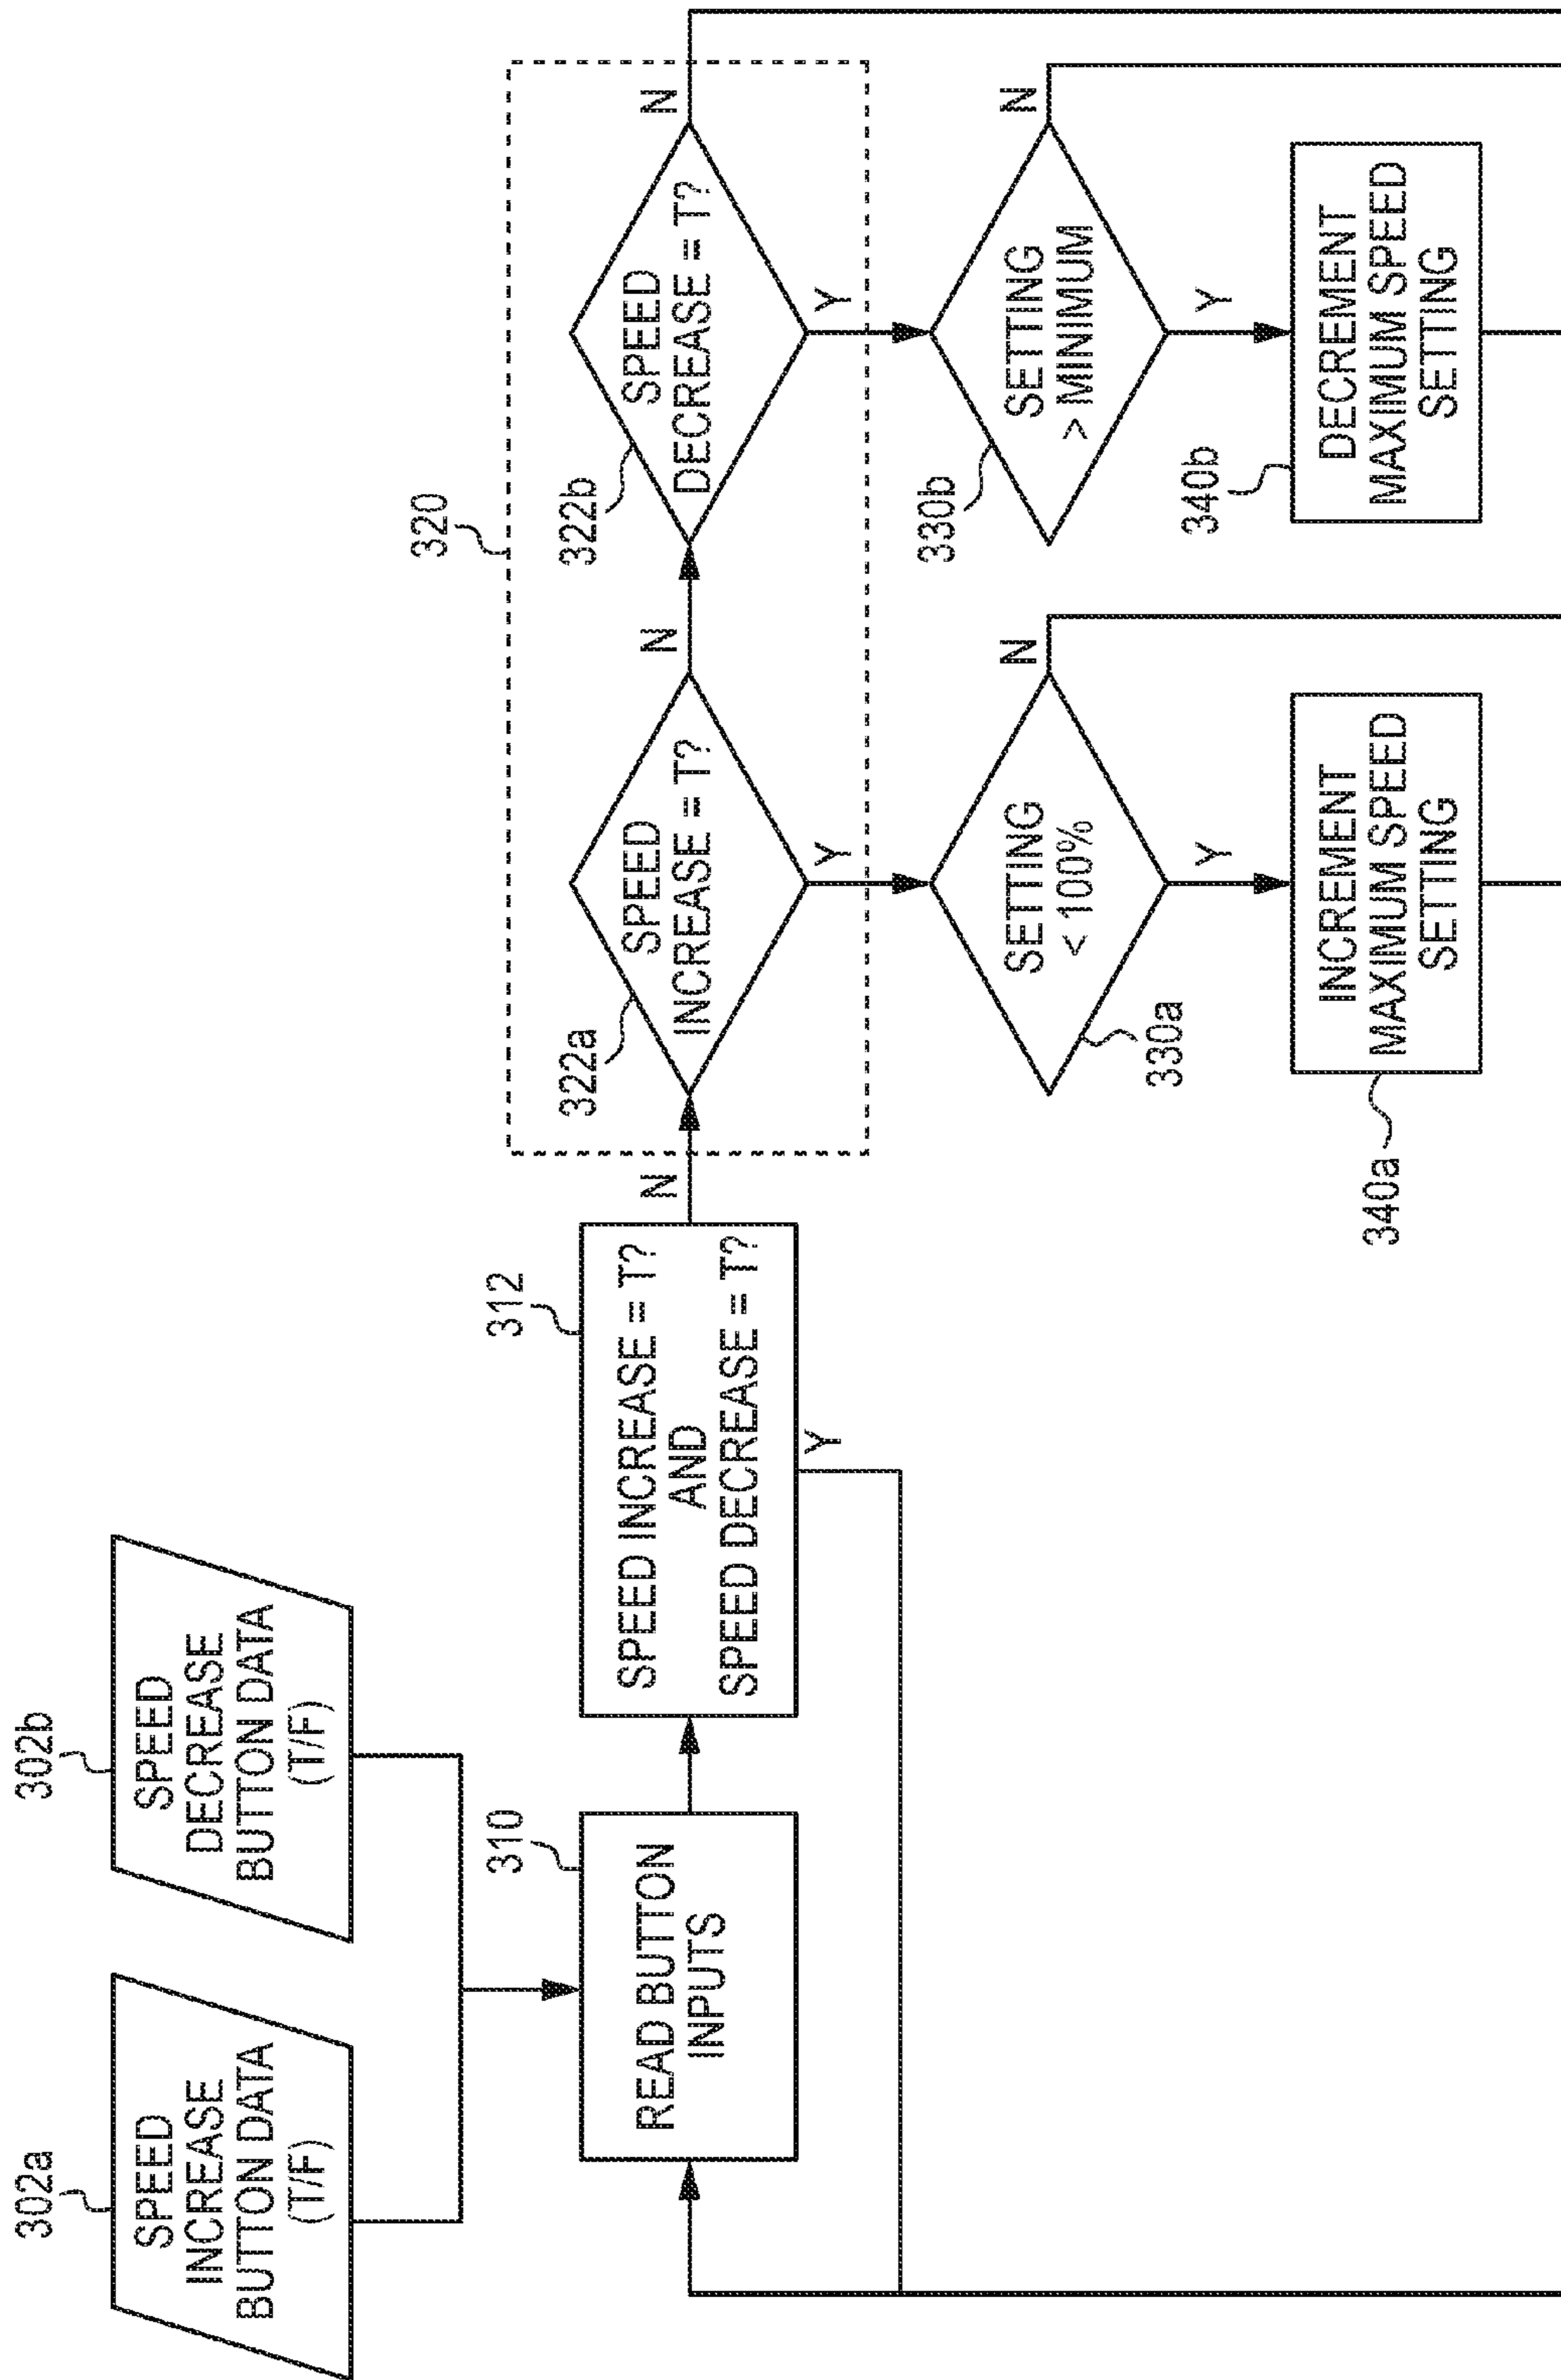 302a
SPEED
INCREASE
BUTTON DATA
(T/F)
302b
SPEED
DECREASE
BUTTON DATA
(T/F)
310
READ BUTTON
INPUTS
312
SPEED INCREASE = T?
AND
SPEED DECREASE = T?
N
Y
320
322a
SPEED
INCREASE = T?
N
Y
322b
SPEED
DECREASE = T?
N
Y
330a
SETTING
< 100%
N
Y
330b
SETTING
> MINIMUM
N
Y
340a
INCREMENT
MAXIMUM SPEED
SETTING
340b
DECREMENT
MAXIMUM SPEED
SETTING